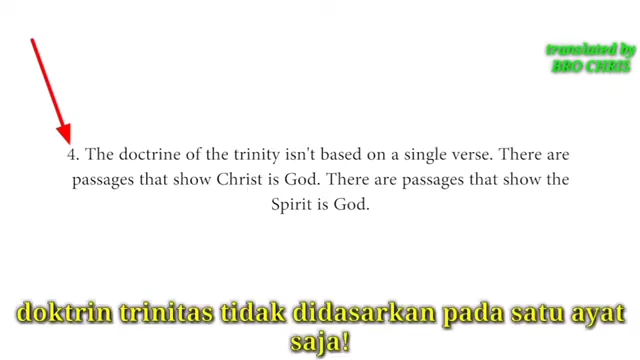 translated by
BRO CHRIS
4. The doctrine of the trinity isn't based on a single verse. There are
passages that show Christ is God. There are passages that show the
Spirit is God.
doktrin trinitas tidak didasarkan pada satu ayat
saja!